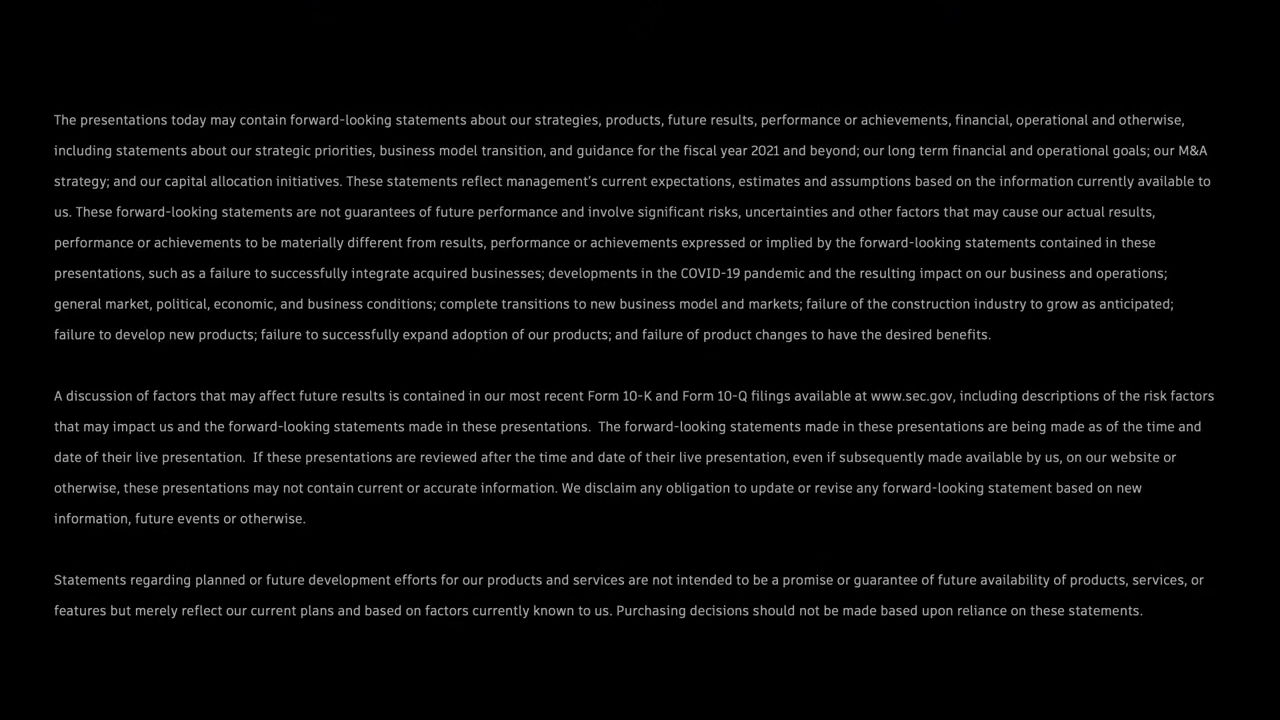 The presentations today may contain forward-looking statements about our strategies, products, future results, performance or achievements, financial, operational and otherwise,
including statements about our strategic priorities, business model transition, and guidance for the fiscal year 2021 and beyond; our long term financial and operational goals; our M&A
strategy; and our capital allocation initiatives. These statements reflect management's current expectations, estimates and assumptions based on the information currently available to
us. These forward-looking statements are not guarantees of future performance and involve significant risks, uncertainties and other factors that may cause our actual results,
performance or achievements to be materially different from results, performance or achievements expressed or implied by the forward-looking statements contained in these
presentations, such as a failure to successfully integrate acquired businesses; developments in the COVID-19 pandemic and the resulting impact on our business and operations;
general market, political, economic, and business conditions; complete transitions to new business model and markets; failure of the construction industry to grow as anticipated;
failure to develop new products; failure to successfully expand adoption of our products; and failure of product changes to have the desired benefits.
A discussion of factors that may affect future results is contained in our most recent Form 10-K and Form 10-Q filings available at www.sec.gov, including descriptions of the risk factors
that may impact us and the forward-looking statements made in these presentations.  The forward-looking statements made in these presentations are being made as of the time and
date of their live presentation.  If these presentations are reviewed after the time and date of their live presentation, even if subsequently made available by us, on our website or
otherwise, these presentations may not contain current or accurate information. We disclaim any obligation to update or revise any forward-looking statement based on new
information, future events or otherwise.
Statements regarding planned or future development efforts for our products and services are not intended to be a promise or guarantee of future availability of products, services, or
features but merely reflect our current plans and based on factors currently known to us. Purchasing decisions should not be made based upon reliance on these statements.